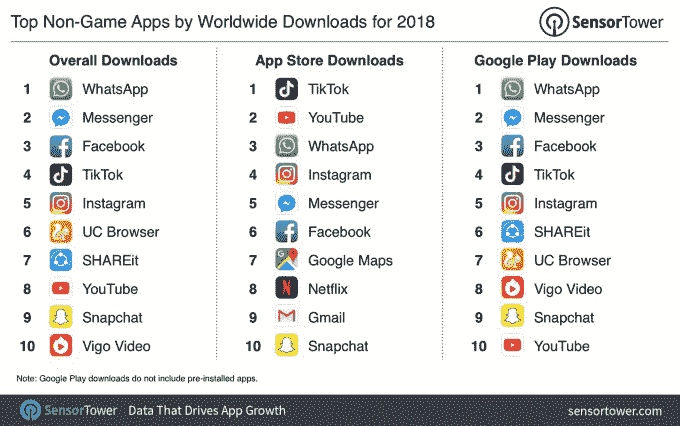 Top Non-Game Apps by Worldwide Downloads for 2018
SensorTower
Overall Downloads
1 WhatsApp
2 Messenger
3 Facebook
4 TikTok
5 Instagram
6 UC Browser
7 SHAREit
8 YouTube
9 Snapchat
10 Vigo Video
App Store Downloads
1 TikTok
2 YouTube
3 WhatsApp
4 Instagram
5 Messenger
6 Facebook
7 Google Maps
8 Netflix
9 Gmail
10 Snapchat
Google Play Downloads
1 WhatsApp
2 Messenger
3 Facebook
4 TikTok
5 Instagram
6 SHAREit
7 UC Browser
8 Vigo Video
9 Snapchat
10 YouTube
Note: Google Play downloads do not include pre-installed apps.
SensorTower Data That Drives App Growth sensortower.com